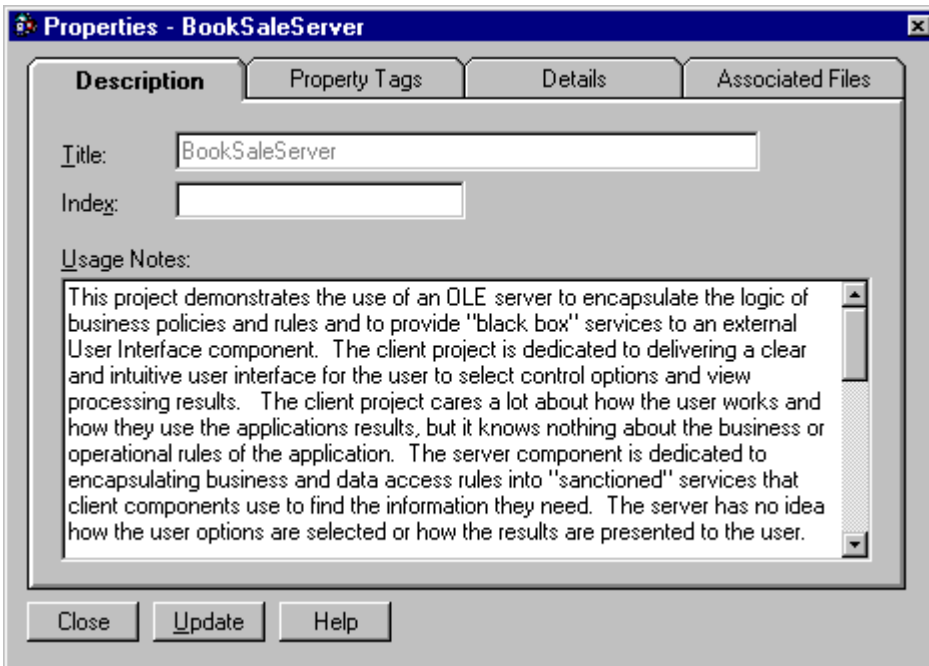 Properties - BookSaleServer
Description
Property Tags
Details
Associated Files
Title:
BookSaleServer
Index:
Usage Notes:
This project demonstrates the use of an OLE server to encapsulate the logic of
business policies and rules and to provide "black box" services to an external
User Interface component.  The client project is dedicated to delivering a clear
and intuitive user interface for the user to select control options and view
processing results.   The client project cares a lot about how the user works and
how they use the applications results, but it knows nothing about the business or
operational rules of the application.  The server component is dedicated to
encapsulating business and data access rules into "sanctioned" services that
client components use to find the information they need.  The server has no idea
how the user options are selected or how the results are presented to the user.
Close
Update
Help